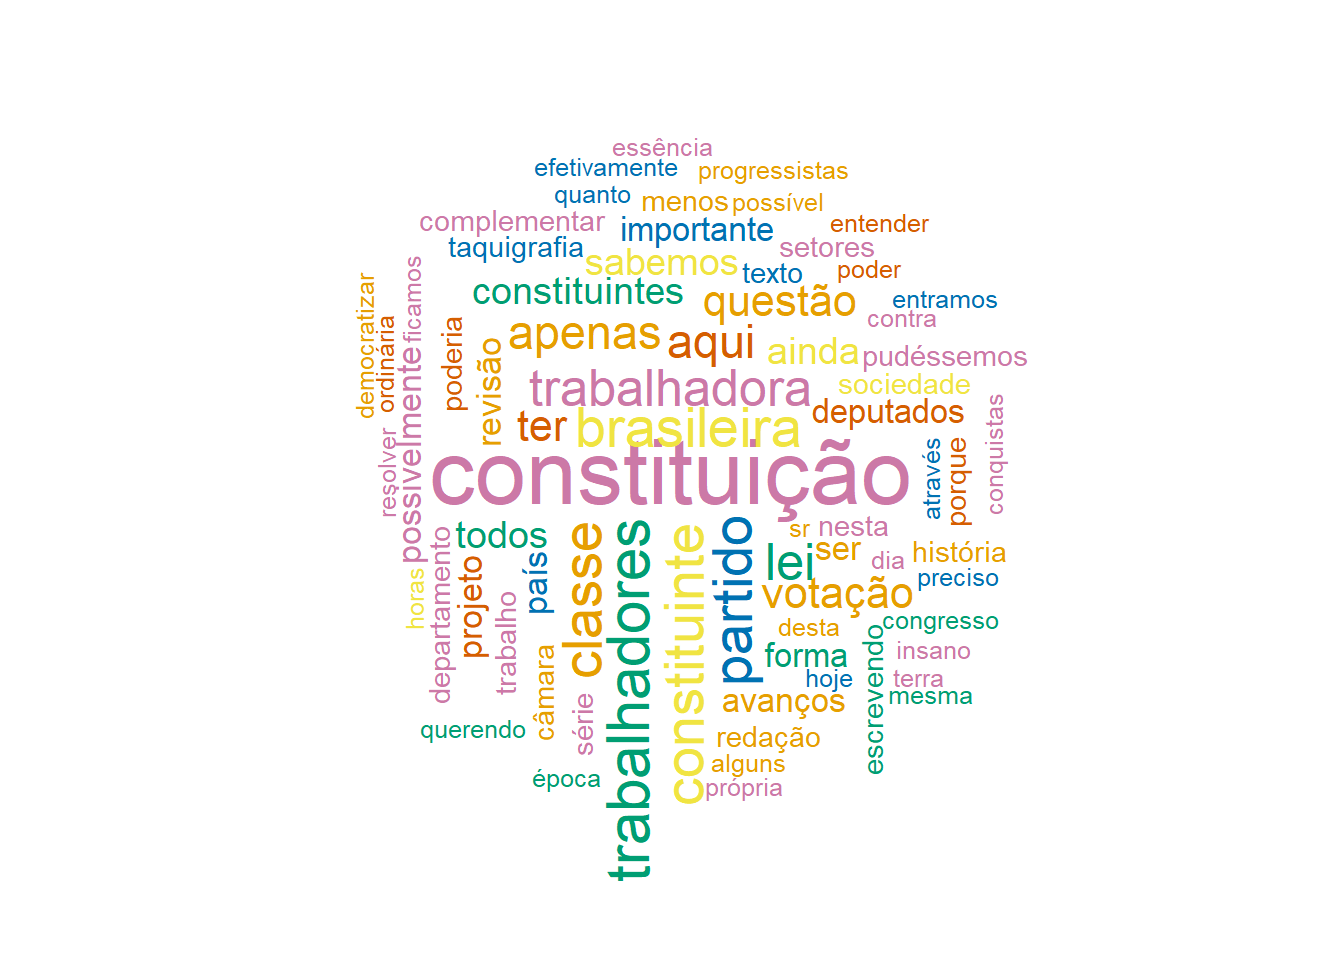 essência
efetivamente
progressistas
quanto
menos
possível
complementar
importante
entender
taquigrafia
sabemos
setores
texto
poder
constituintes
questão
entramos
contra
democratizar
ordinária
ficamos
possivelmente
poderia
revisão
apenas
aqui
ainda
pudéssemos
trabalhadora
sociedade
ter
brasileira
deputados
resolver
constituição
através
porque
conquistas
todos
classe
trabalhadores
constituinte
partido
sr
nesta
lei
ser
dia
história
preciso
horas
departamento
projeto
país
trabalho
votação
desta
congresso
câmara
forma
escrevendo
insano
hoje
terra
mesma
série
avanços
querendo
redação
alguns
época
própria